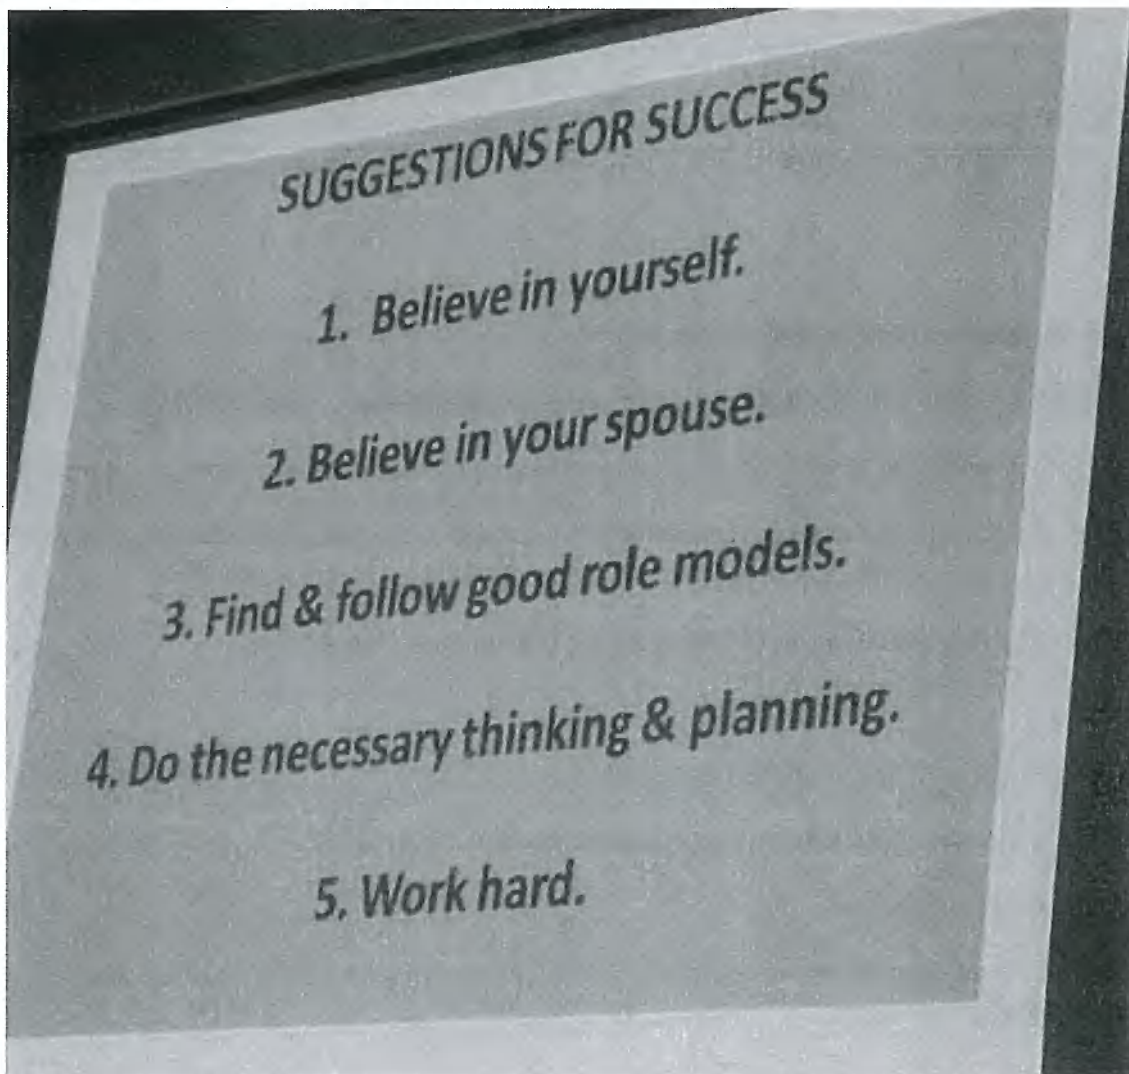 SUGGESTIONS FOR SUCCESS
1. Believe in yourself.
2. Believe in your spouse.
3. Find & follow good role models.
4. Do the necessary thinking & planning.
5. Work hard.